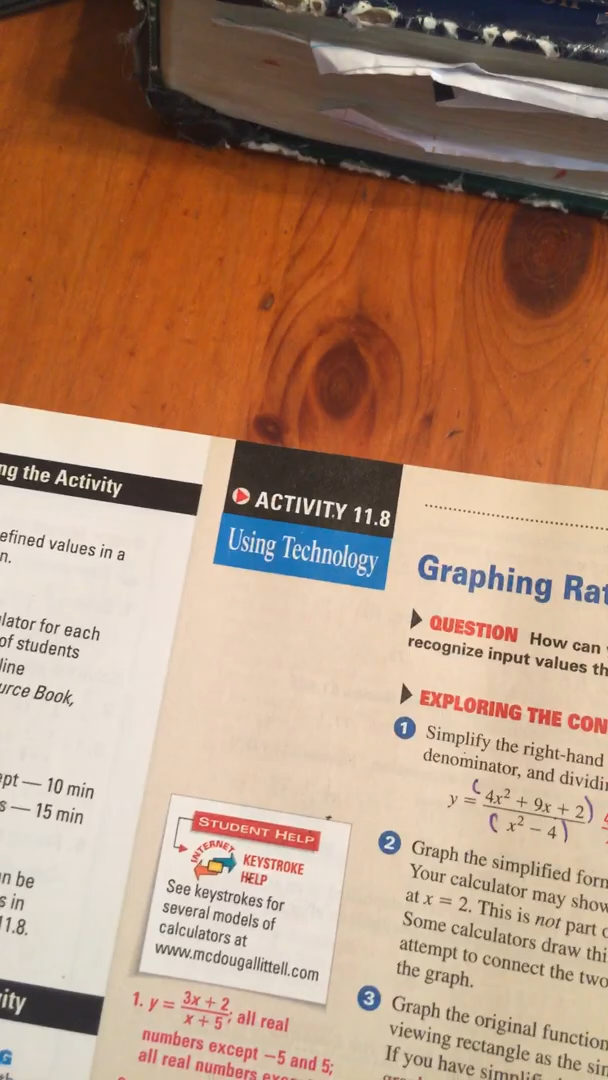 ng the Activity
efined values in a
n.
lator for each
of students
line
urce Book,
ept — 10 min
s — 15 min
n be
s in
11.8.
ity
ACTIVITY 11.8
Using Technology
Graphing Rat
QUESTION How can
recognize input values th
EXPLORING THE CON
1 Simplify the right-hand
denominator, and dividi
y = (4x² + 9x + 2) / (x² − 4)
2 Graph the simplified form
Your calculator may show
at x = 2. This is not part o
Some calculators draw thi
attempt to connect the two
the graph.
3 Graph the original function
viewing rectangle as the sim
If you have simplifi
STUDENT HELP
INTERNET
KEYSTROKE
HELP
See keystrokes for
several models of
calculators at
www.mcdougallittell.com
1. y = 3x + 2 / x + 5; all real
numbers except −5 and 5;
all real numbers exce